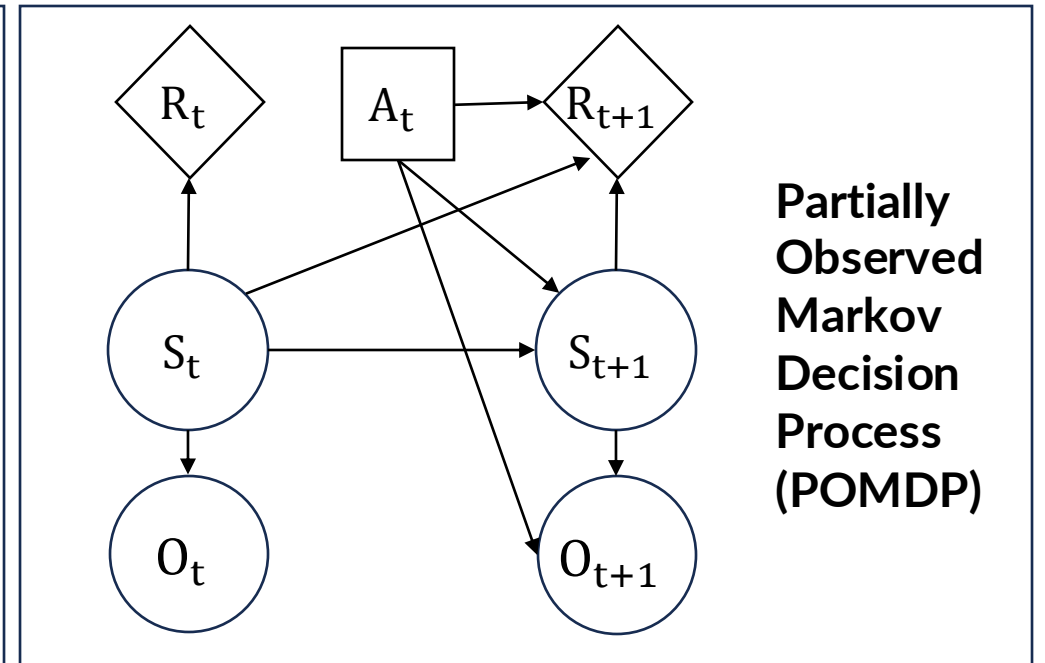 R_t
A_t
R_{t+1}
S_t
S_{t+1}
O_t
O_{t+1}
Partially
Observed
Markov
Decision
Process
(POMDP)